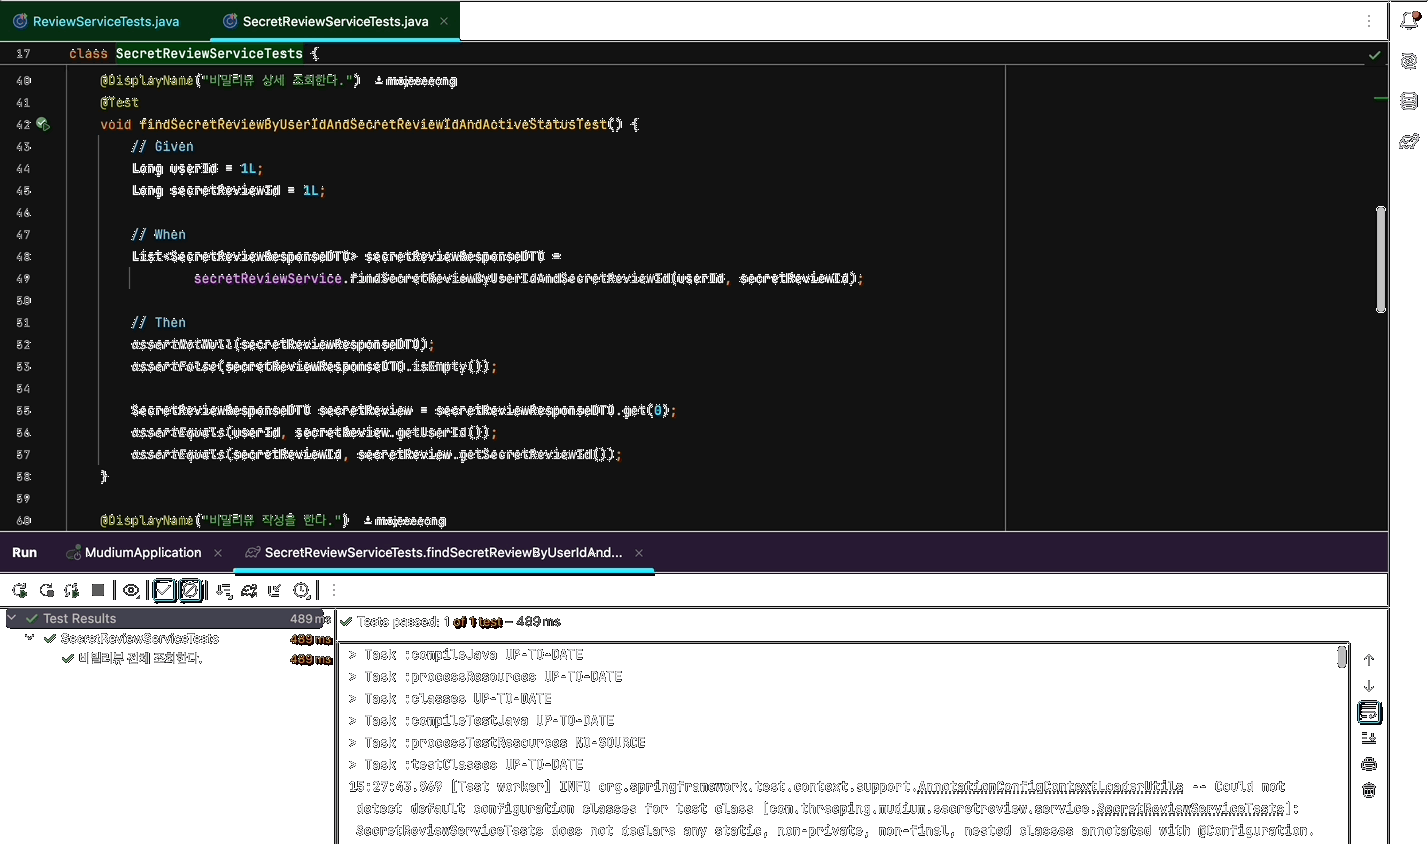 ReviewServiceTests.java
SecretReviewServiceTests.java
17 class SecretReviewServiceTests {
40 @DisplayName("비밀리뷰 상세 조회한다.")
41 @Test
42 void findSecretReviewByUserIdAndSecretReviewIdAndActiveStatusTest() {
43 // Given
44 Long userId = 1L;
45 Long secretReviewId = 1L;
46
47 // When
48 List<SecretReviewResponseDTO> secretReviewResponseDTO =
49 secretReviewService.findSecretReviewByUserIdAndSecretReviewId(userId, secretReviewId);
50
51 // Then
52 assertNotNull(secretReviewResponseDTO);
53 assertFalse(secretReviewResponseDTO.isEmpty());
54
55 SecretReviewResponseDTO secretReview = secretReviewResponseDTO.get(0);
56 assertEquals(userId, secretReview.getUserId());
57 assertEquals(secretReviewId, secretReview.getSecretReviewId());
58 }
59
60 @DisplayName("비밀리뷰 작성을 한다.")
Run MudiumApplication SecretReviewServiceTests.findSecretReviewByUserIdAnd...
Test Results 489 ms
SecretReviewServiceTests 489 ms
비밀리뷰 전체 조회한다. 489 ms
Tests passed: 1 of 1 test – 489 ms
> Task :compileJava UP-TO-DATE
> Task :processResources UP-TO-DATE
> Task :classes UP-TO-DATE
> Task :compileTestJava UP-TO-DATE
> Task :processTestResources NO-SOURCE
> Task :testClasses UP-TO-DATE
15:27:43.969 [Test worker] INFO org.springframework.test.context.support.AnnotationConfigContextLoaderUtils -- Could not
detect default configuration classes for test class [com.threeping.mudium.secretreview.service.SecretReviewServiceTests]:
SecretReviewServiceTests does not declare any static, non-private, non-final, nested classes annotated with @Configuration.